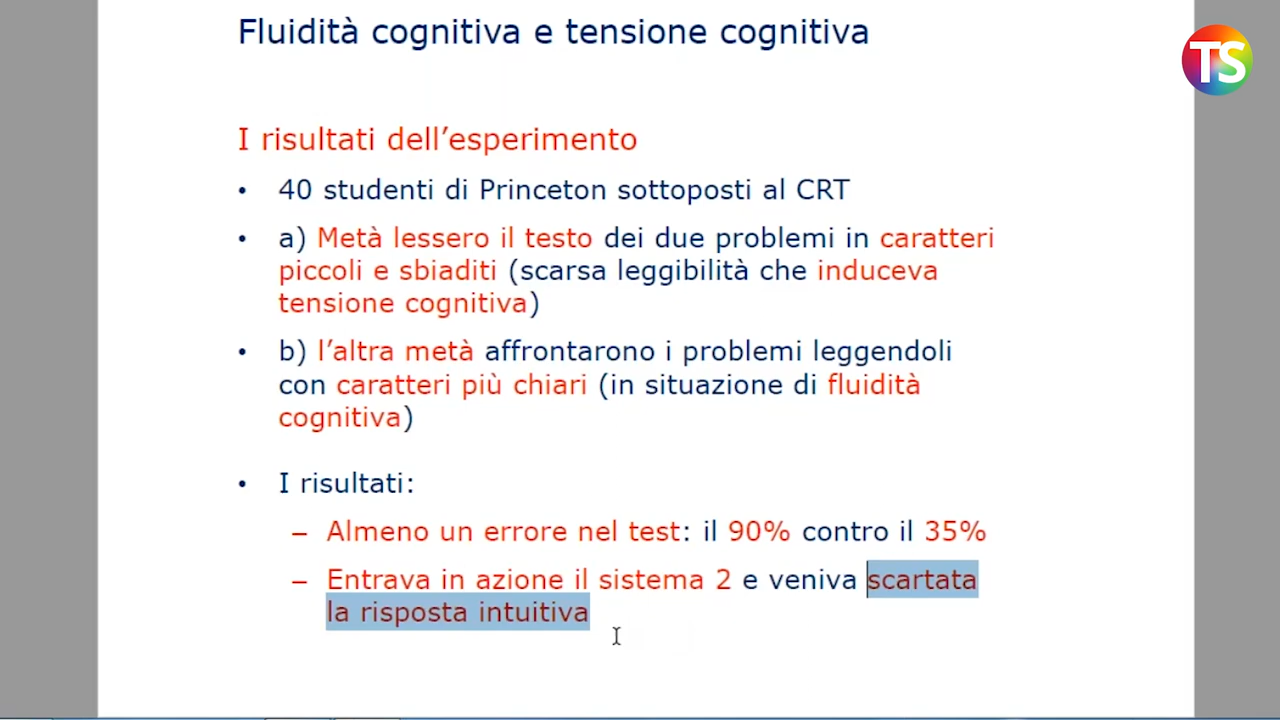 Fluidità cognitiva e tensione cognitiva
TS
I risultati dell’esperimento
• 40 studenti di Princeton sottoposti al CRT
• a) Metà lessero il testo dei due problemi in caratteri
piccoli e sbiaditi (scarsa leggibilità che induceva
tensione cognitiva)
• b) l’altra metà affrontarono i problemi leggendoli
con caratteri più chiari (in situazione di fluidità
cognitiva)
• I risultati:
– Almeno un errore nel test: il 90% contro il 35%
– Entrava in azione il sistema 2 e veniva scartata
la risposta intuitiva